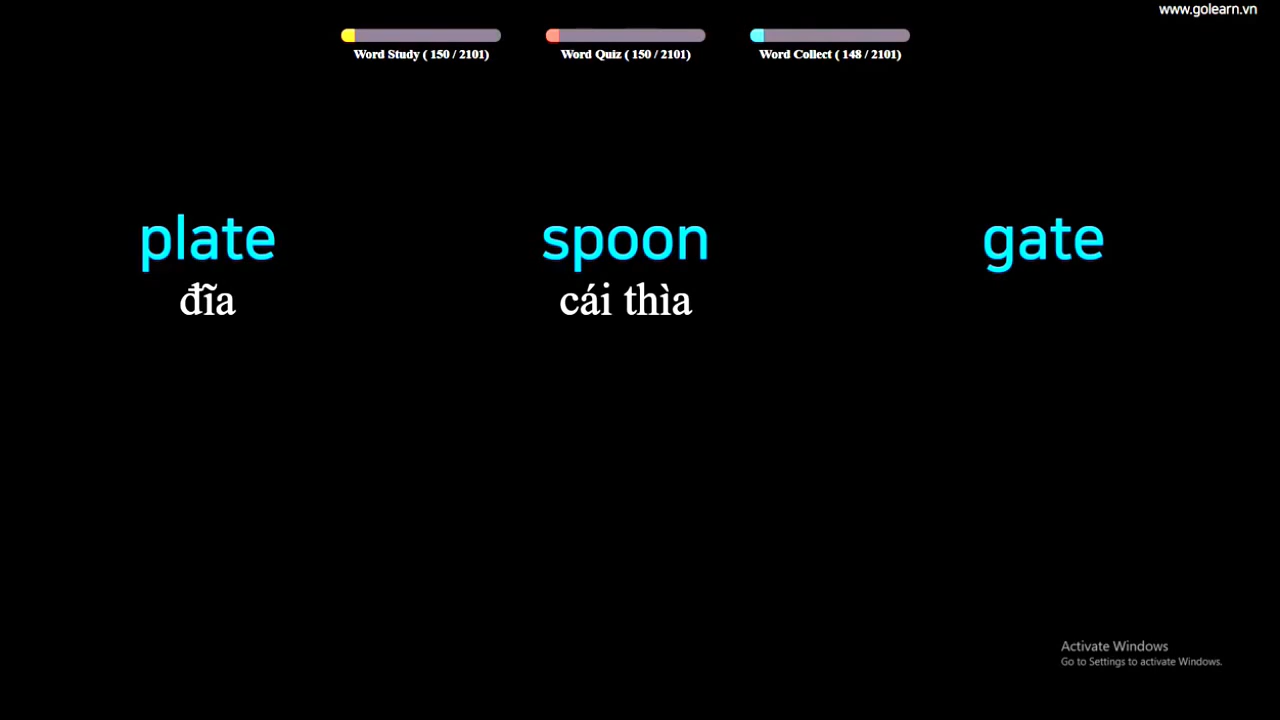 www.golearn.vn
Word Study ( 150 / 2101)
Word Quiz ( 150 / 2101)
Word Collect ( 148 / 2101)
plate
spoon
gate
đĩa
cái thìa
Activate Windows
Go to Settings to activate Windows.